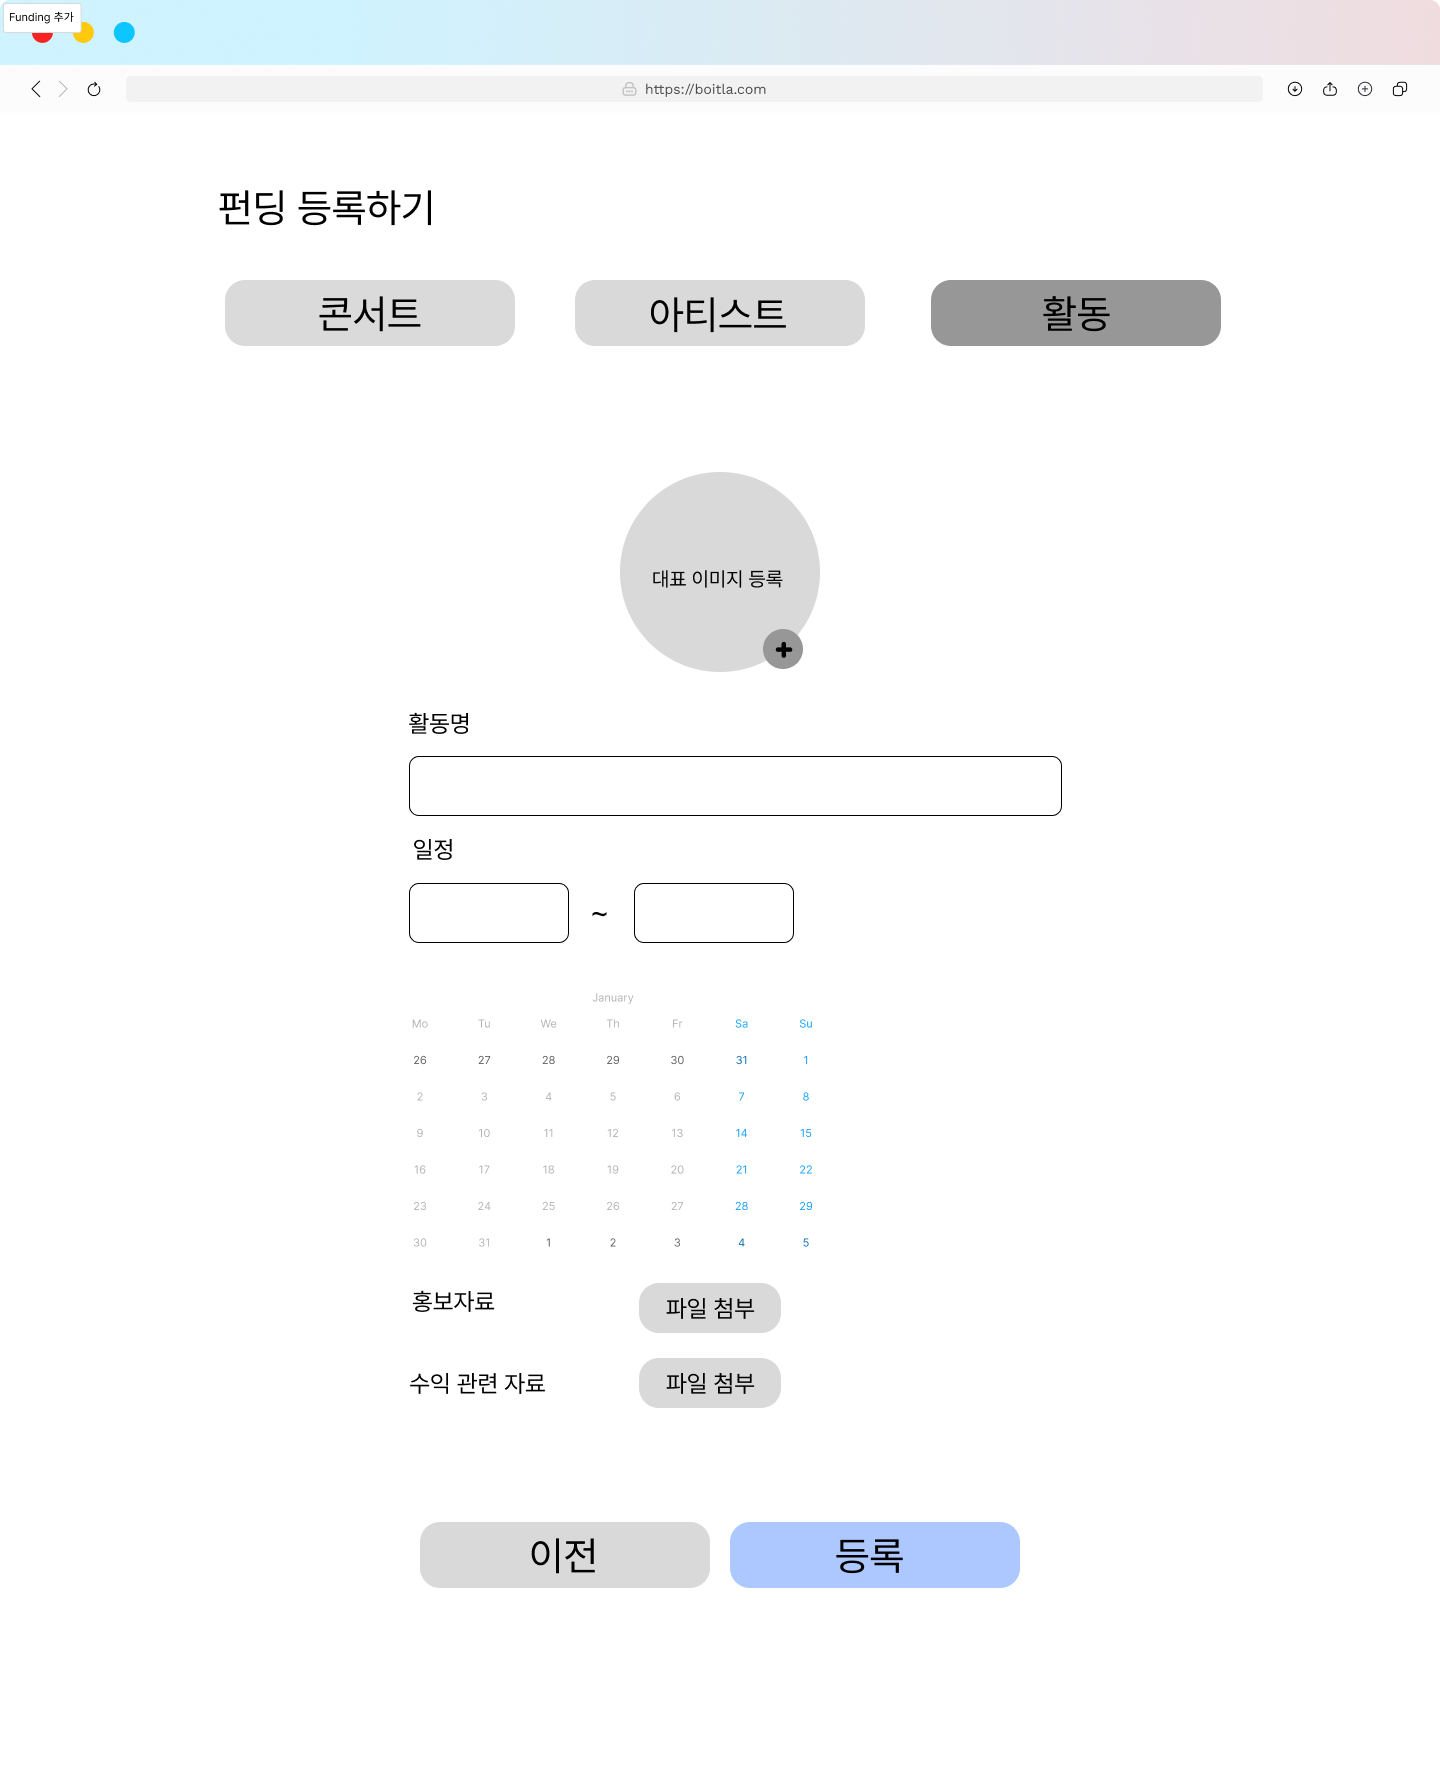 Funding 추가
https://boitla.com
펀딩 등록하기
콘서트 아티스트 활동
대표 이미지 등록
활동명
일정
~
January
Mo Tu We Th Fr Sa Su
26 27 28 29 30 31 1
2 3 4 5 6 7 8
9 10 11 12 13 14 15
16 17 18 19 20 21 22
23 24 25 26 27 28 29
30 31 1 2 3 4 5
홍보자료 파일 첨부
수익 관련 자료 파일 첨부
이전 등록